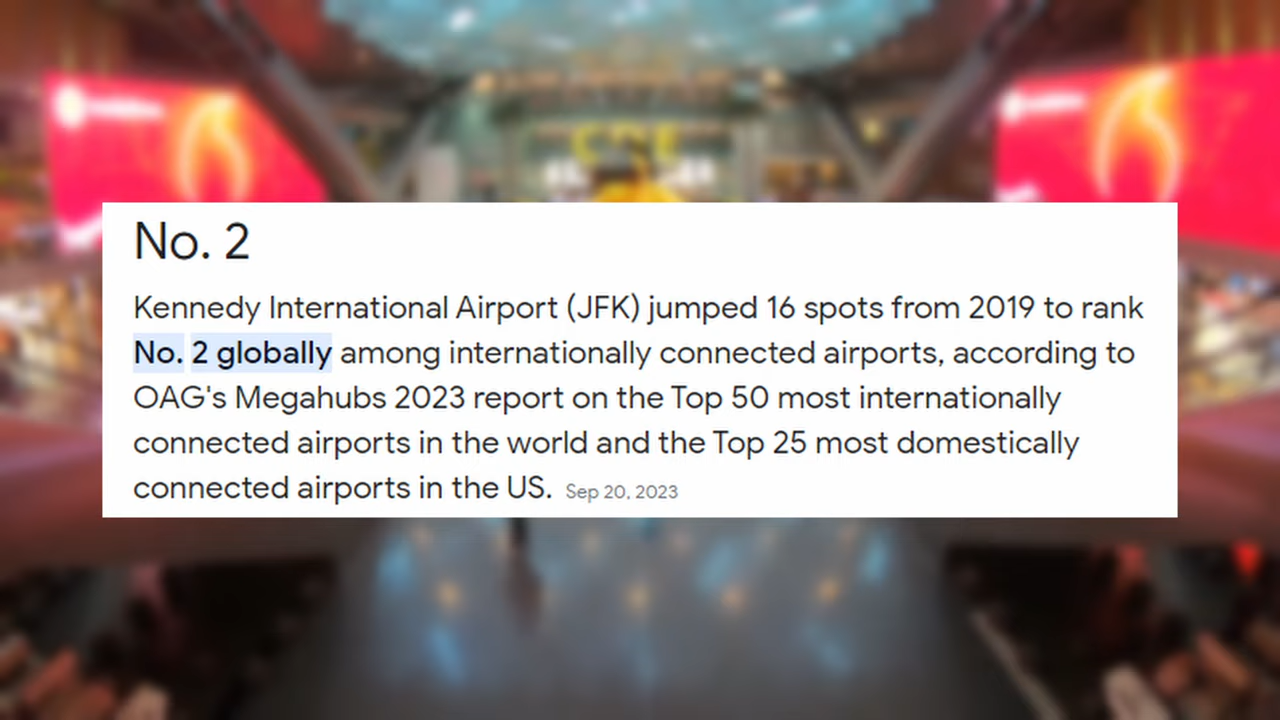 No. 2
Kennedy International Airport (JFK) jumped 16 spots from 2019 to rank
No. 2 globally among internationally connected airports, according to
OAG's Megahubs 2023 report on the Top 50 most internationally
connected airports in the world and the Top 25 most domestically
connected airports in the US. Sep 20, 2023